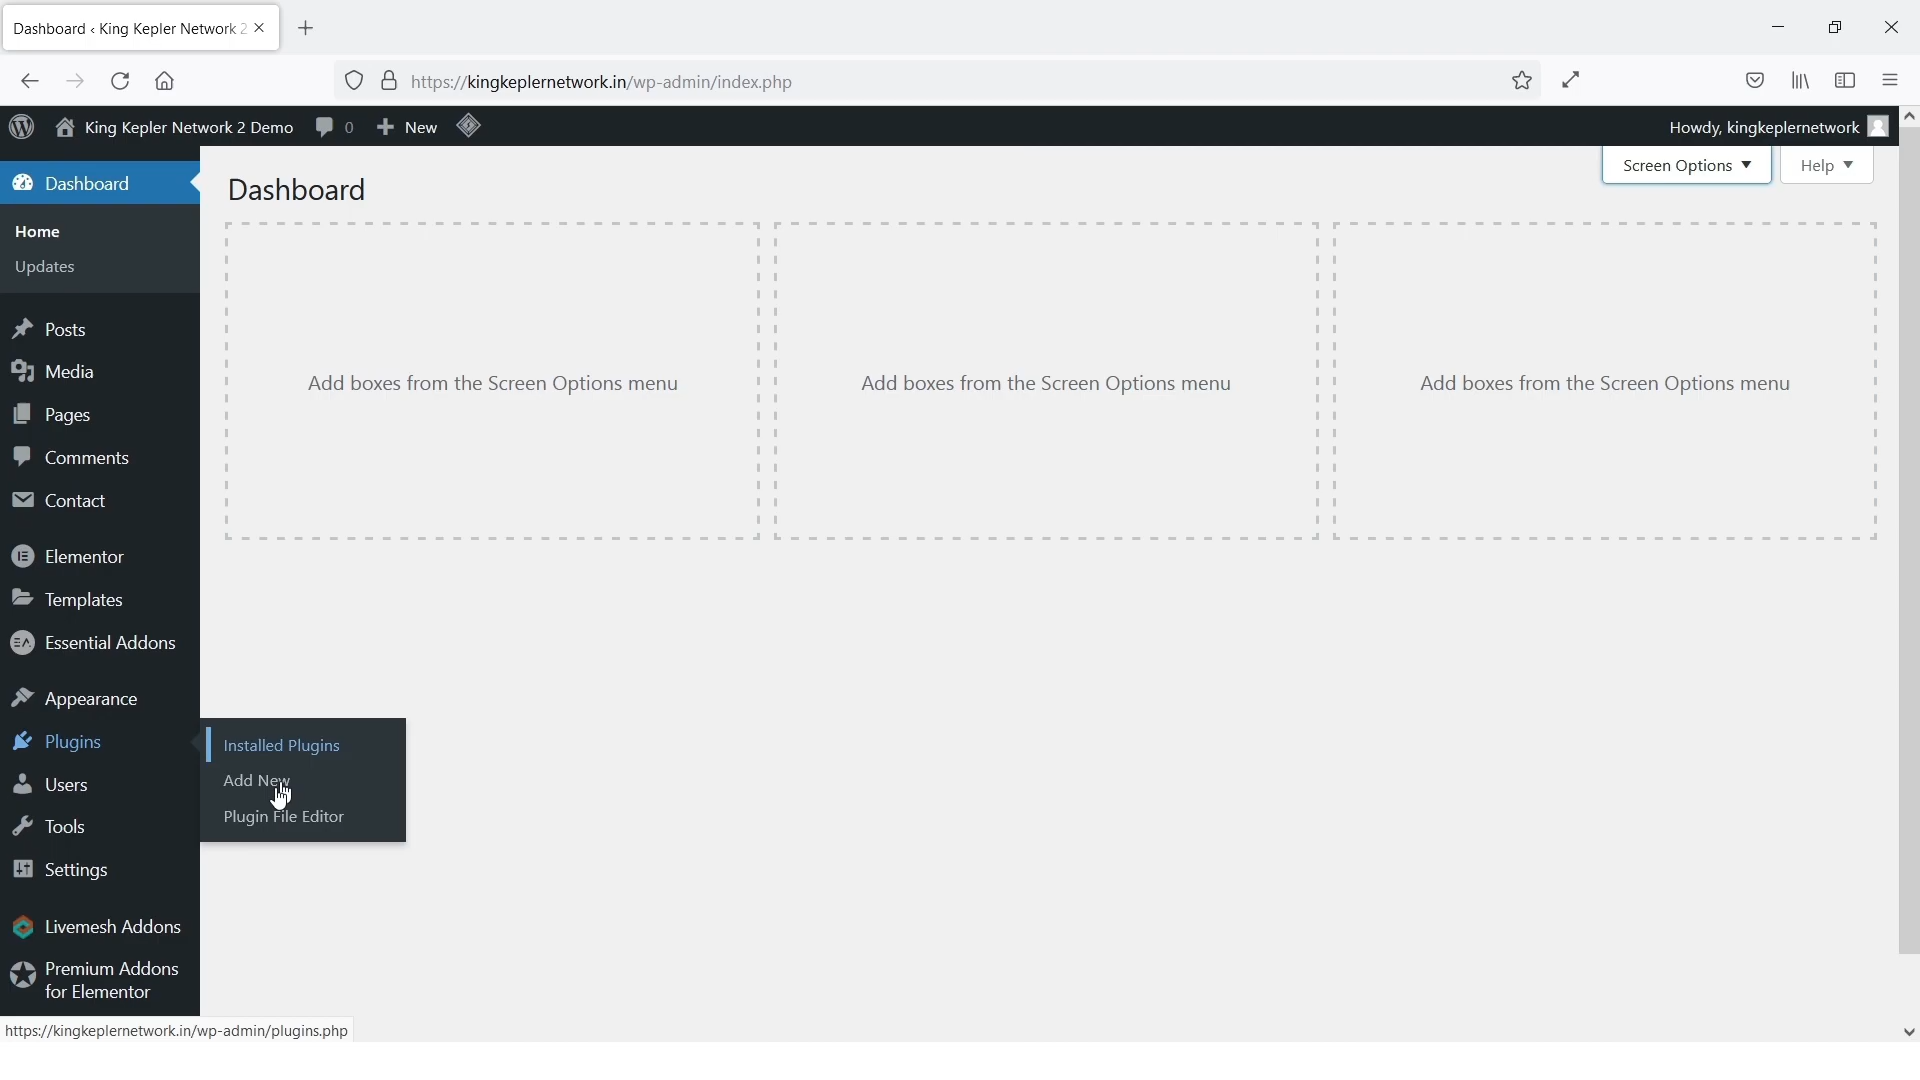 Dashboard ‹ King Kepler Network 2
https://kingkeplernetwork.in/wp-admin/index.php
King Kepler Network 2 Demo 0 New Howdy, kingkeplernetwork
Screen Options Help
Dashboard
Dashboard
Home
Updates
Posts
Media
Pages
Comments
Contact
Elementor
Templates
Essential Addons
Appearance
Plugins
Users
Tools
Settings
Livemesh Addons
Premium Addons
for Elementor
Add boxes from the Screen Options menu
Add boxes from the Screen Options menu
Add boxes from the Screen Options menu
Installed Plugins
Add New
Plugin File Editor
https://kingkeplernetwork.in/wp-admin/plugins.php